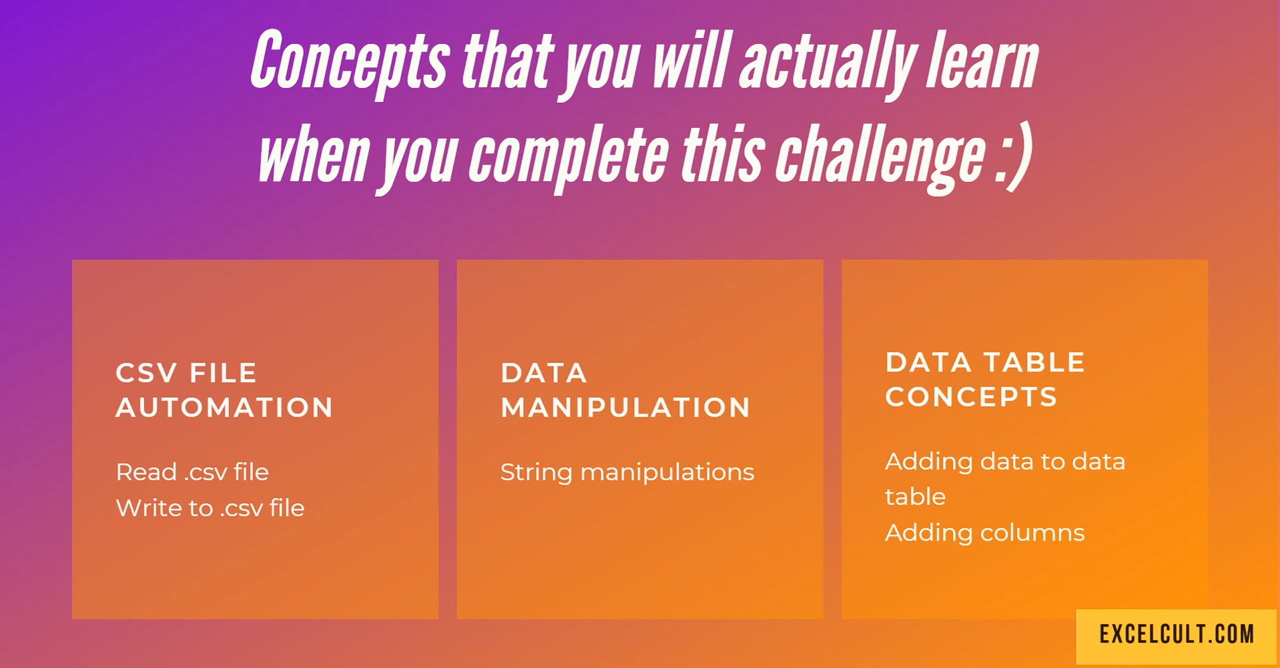 Concepts that you will actually learn
when you complete this challenge :)
CSV FILE
AUTOMATION
Read .csv file
Write to .csv file
DATA
MANIPULATION
String manipulations
DATA TABLE
CONCEPTS
Adding data to data
table
Adding columns
EXCELCULT.COM